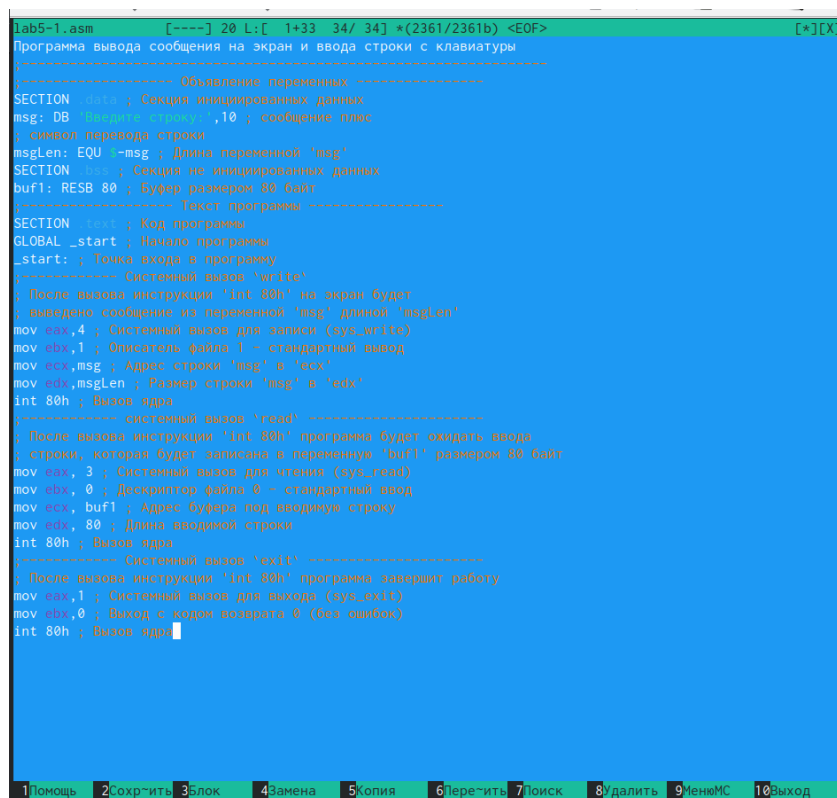 lab5-1.asm [----] 20 L:[ 1+33 34/ 34] *(2361/2361b) <EOF> [*][X]
Программа вывода сообщения на экран и ввода строки с клавиатуры
;------------------------------------------------------------------
;------------------- Объявление переменных ----------------
SECTION .data ; Секция инициированных данных
msg: DB 'Введите строку:',10 ; сообщение плюс
; символ перевода строки
msgLen: EQU $-msg ; Длина переменной 'msg'
SECTION .bss ; Секция не инициированных данных
buf1: RESB 80 ; Буфер размером 80 байт
;------------------- Текст программы -----------------
SECTION .text ; Код программы
GLOBAL _start ; Начало программы
_start: ; Точка входа в программу
;------------ Системный вызов `write`
; После вызова инструкции 'int 80h' на экран будет
; выведено сообщение из переменной 'msg' длиной 'msgLen'
mov eax,4 ; Системный вызов для записи (sys_write)
mov ebx,1 ; Описатель файла 1 - стандартный вывод
mov ecx,msg ; Адрес строки 'msg' в 'ecx'
mov edx,msgLen ; Размер строки 'msg' в 'edx'
int 80h ; Вызов ядра
;------------ системный вызов `read` ----------------------
; После вызова инструкции 'int 80h' программа будет ожидать ввода
; строки, которая будет записана в переменную 'buf1' размером 80 байт
mov eax, 3 ; Системный вызов для чтения (sys_read)
mov ebx, 0 ; Дескриптор файла 0 - стандартный ввод
mov ecx, buf1 ; Адрес буфера под вводимую строку
mov edx, 80 ; Длина вводимой строки
int 80h ; Вызов ядра
;------------ Системный вызов `exit` ----------------------
; После вызова инструкции 'int 80h' программа завершит работу
mov eax,1 ; Системный вызов для выхода (sys_exit)
mov ebx,0 ; Выход с кодом возврата 0 (без ошибок)
int 80h ; Вызов ядра
1Помощь 2Сохр~ить 3Блок 4Замена 5Копия 6Пере~ить 7Поиск 8Удалить 9МенюMC 10Выход